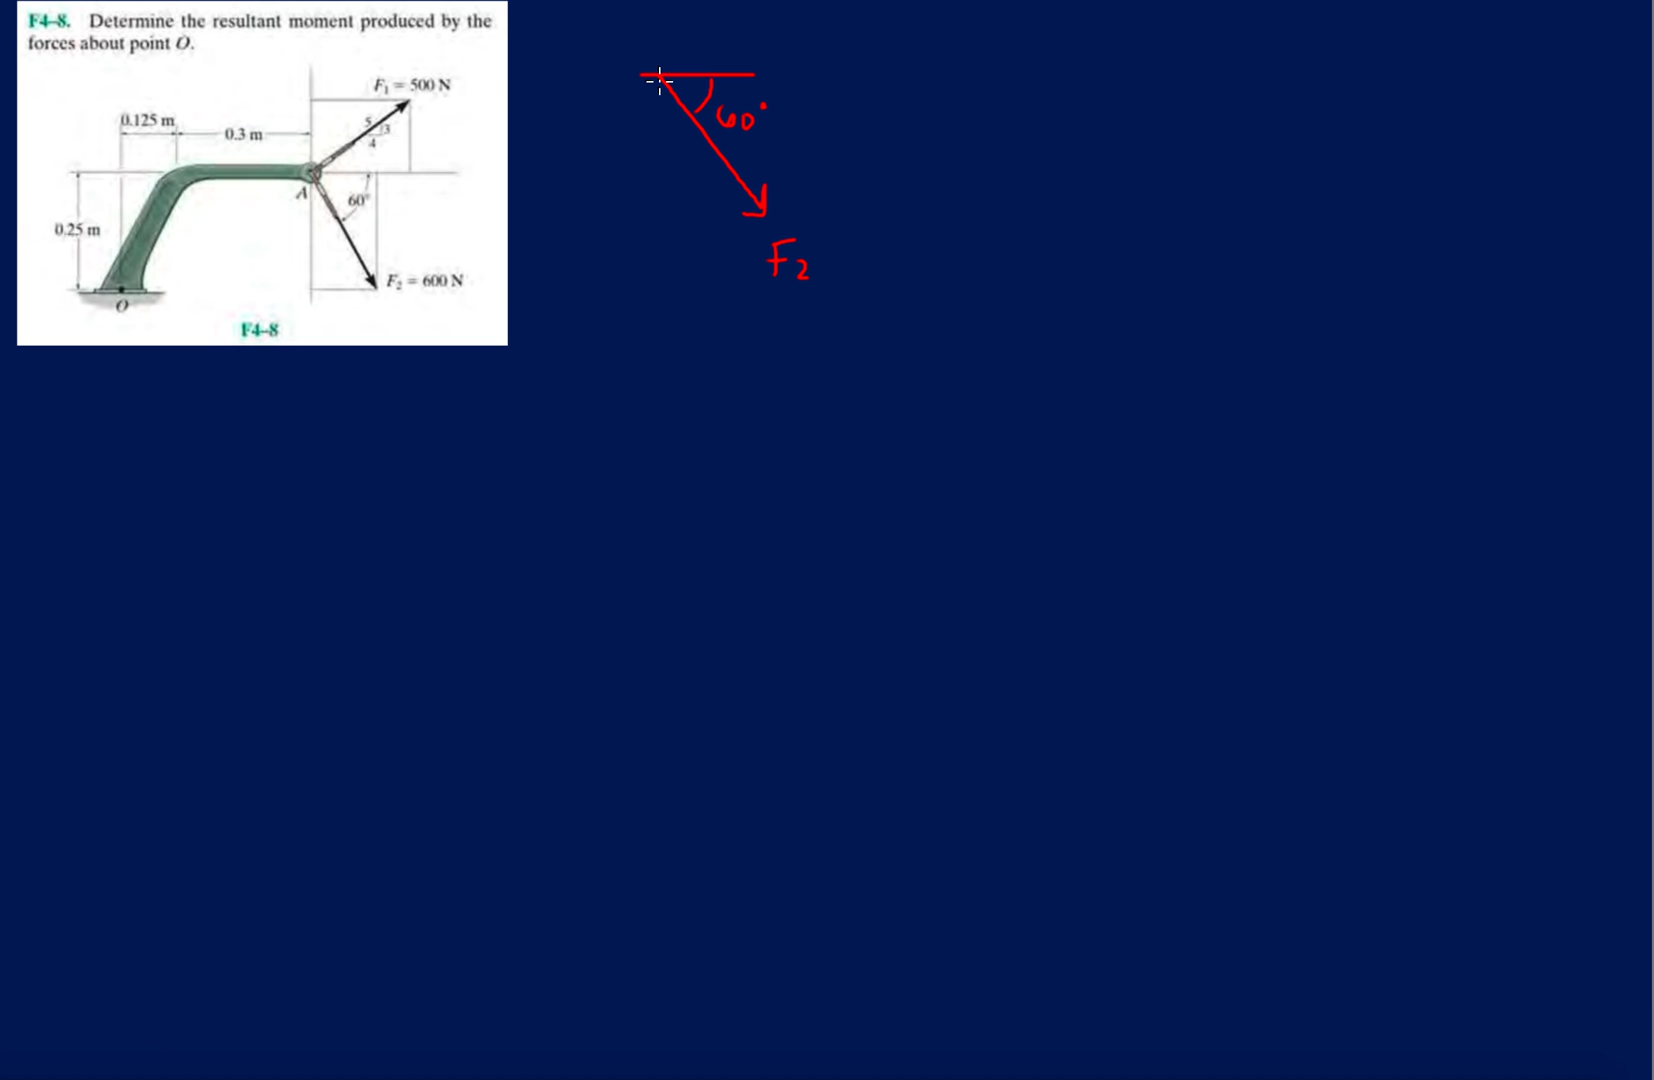 F4–8. Determine the resultant moment produced by the
forces about point O.
F₁ = 500 N
0.125 m
0.3 m
5
3
4
A
60°
0.25 m
F₂ = 600 N
O
F4–8
60°
F₂